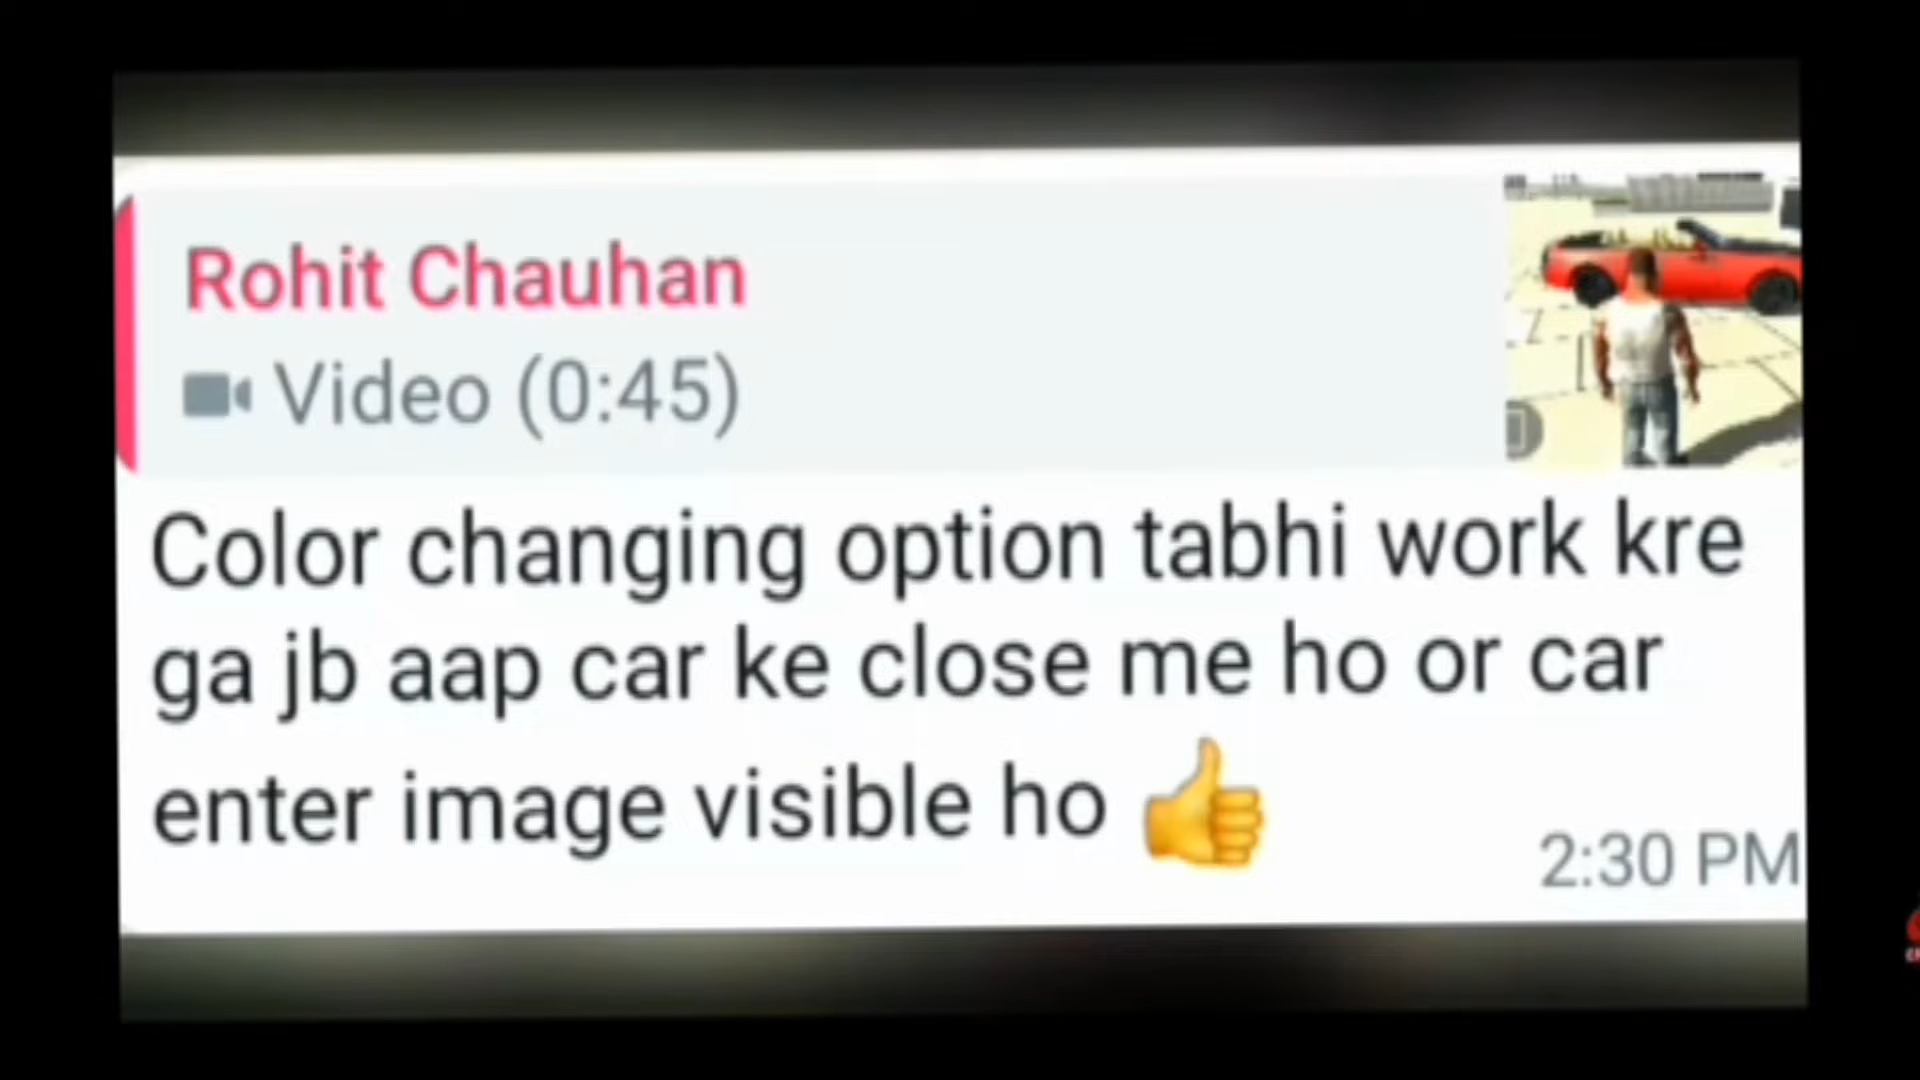 Rohit Chauhan
Video (0:45)
Color changing option tabhi work kre
ga jb aap car ke close me ho or car
enter image visible ho 👍
2:30 PM